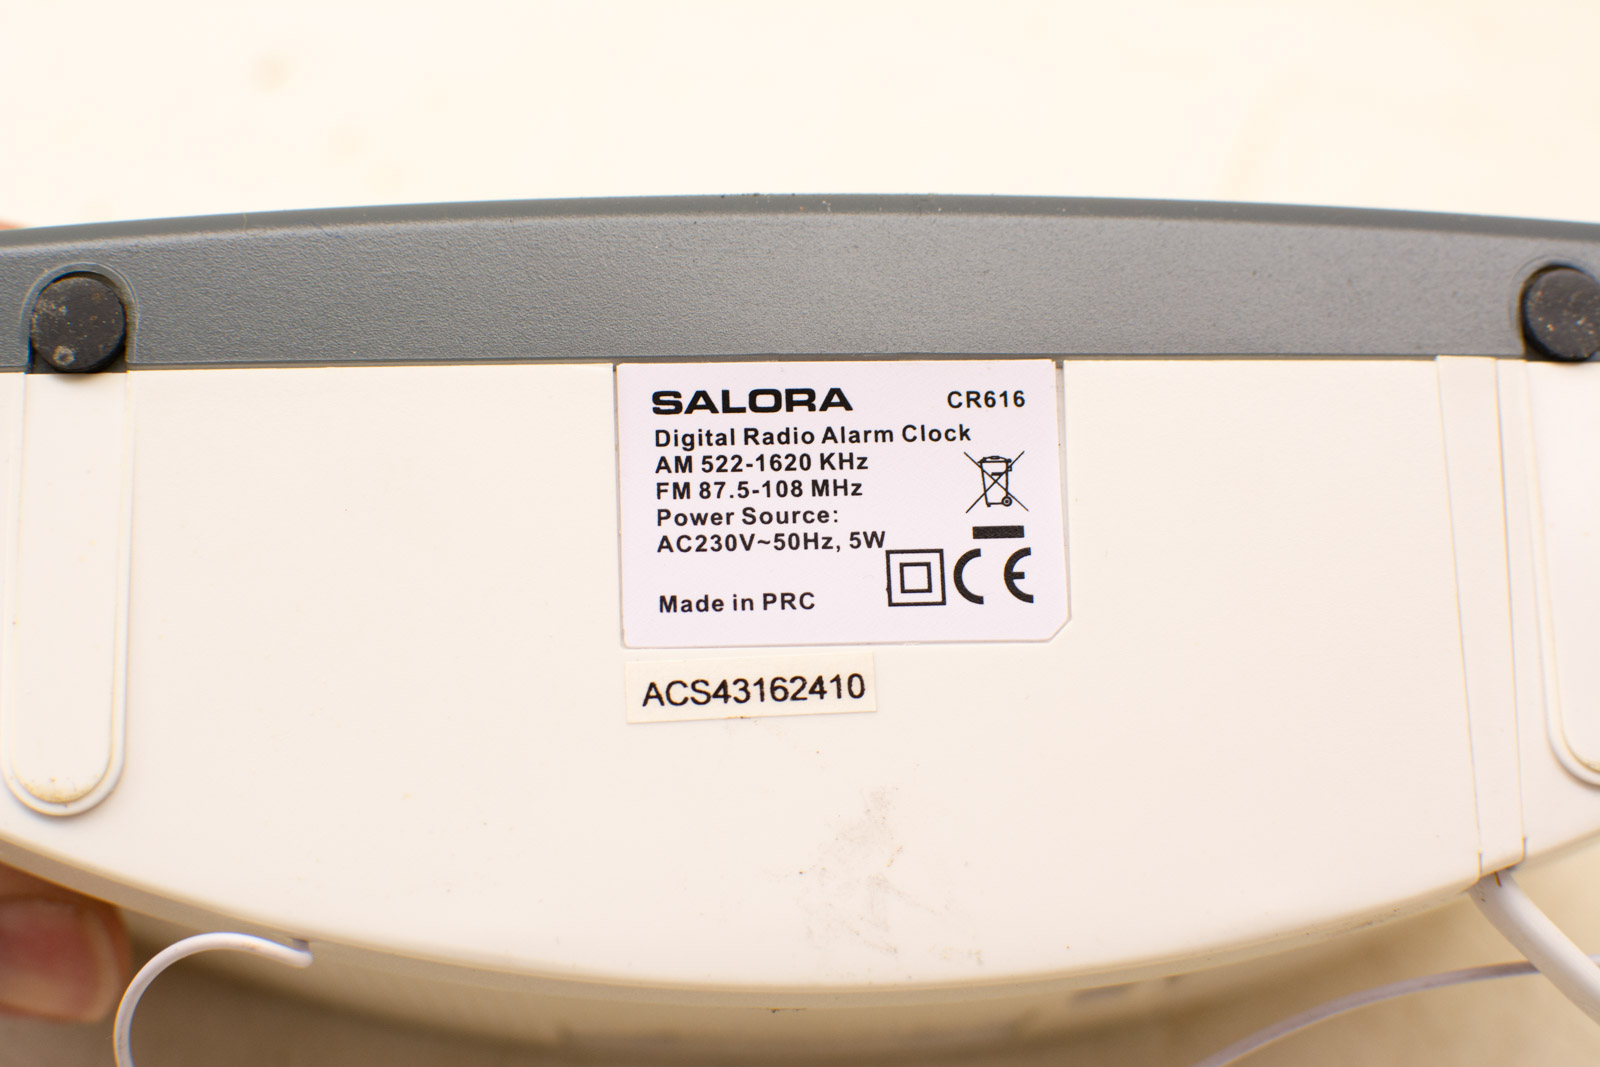 SALORA CR616
Digital Radio Alarm Clock
AM 522-1620 KHz
FM 87.5-108 MHz
Power Source:
AC230V~50Hz, 5W
CE
Made in PRC
ACS43162410